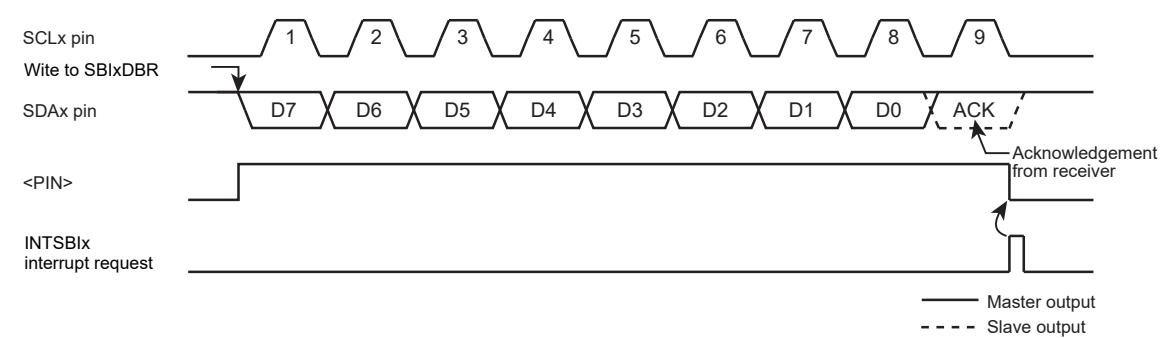 SCLx pin
1 2 3 4 5 6 7 8 9
Wite to SBIxDBR
SDAx pin
D7 D6 D5 D4 D3 D2 D1 D0 ACK
Acknowledgement
from receiver
<PIN>
INTSBIx
interrupt request
Master output
Slave output